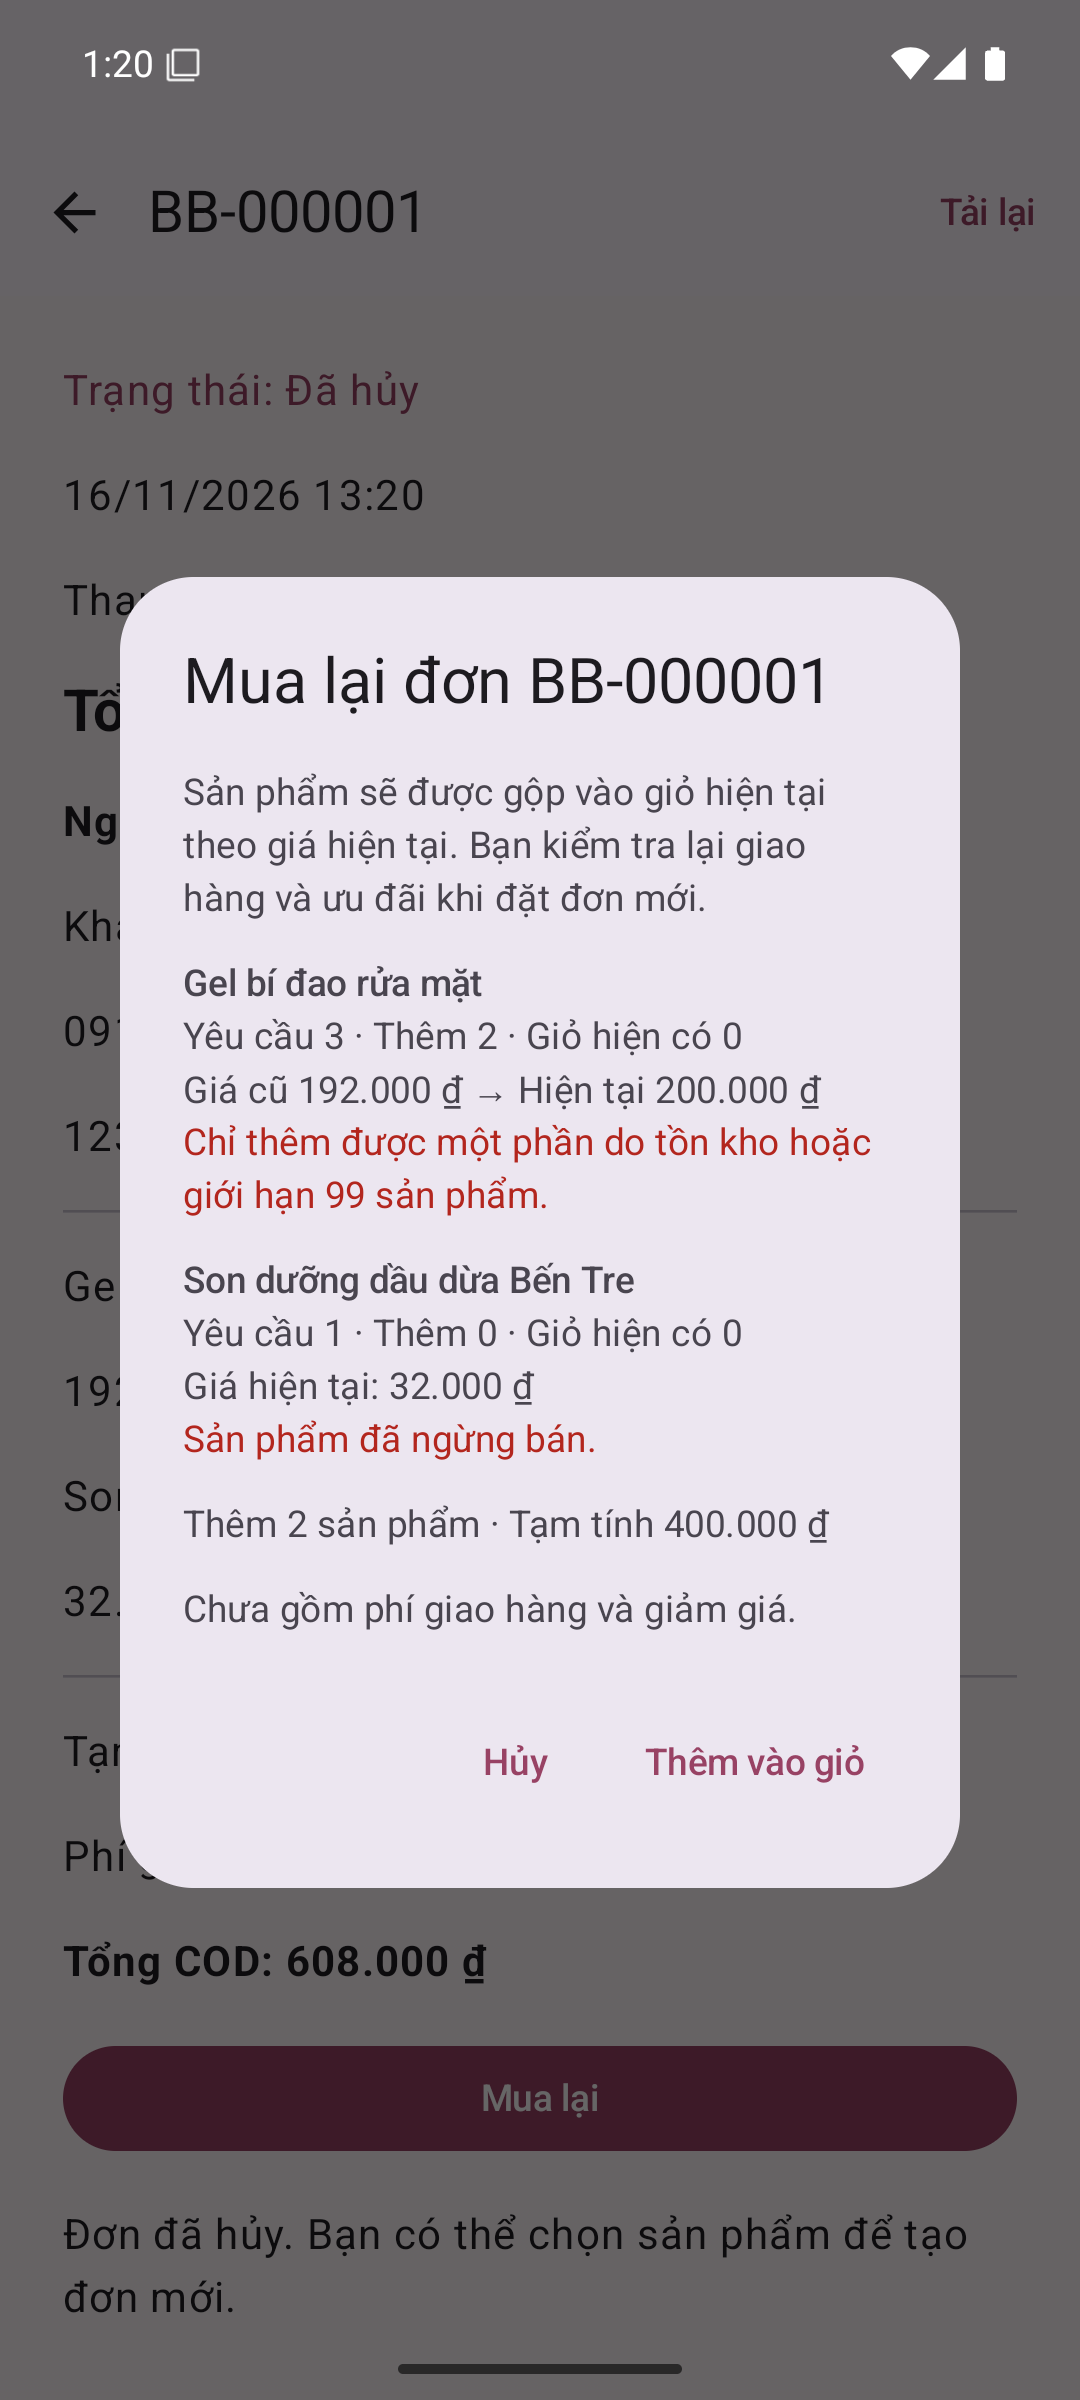 1:20
BB-000001
Tải lại
Trạng thái: Đã hủy
16/11/2026 13:20
Mua lại đơn BB-000001
Sản phẩm sẽ được gộp vào giỏ hiện tại
theo giá hiện tại. Bạn kiểm tra lại giao
hàng và ưu đãi khi đặt đơn mới.
Gel bí đao rửa mặt
Yêu cầu 3 · Thêm 2 · Giỏ hiện có 0
Giá cũ 192.000 ₫ → Hiện tại 200.000 ₫
Chỉ thêm được một phần do tồn kho hoặc
giới hạn 99 sản phẩm.
Son dưỡng dầu dừa Bến Tre
Yêu cầu 1 · Thêm 0 · Giỏ hiện có 0
Giá hiện tại: 32.000 ₫
Sản phẩm đã ngừng bán.
Thêm 2 sản phẩm · Tạm tính 400.000 ₫
Chưa gồm phí giao hàng và giảm giá.
Hủy
Thêm vào giỏ
Phí
Tổng COD: 608.000 ₫
Mua lại
Đơn đã hủy. Bạn có thể chọn sản phẩm để tạo
đơn mới.